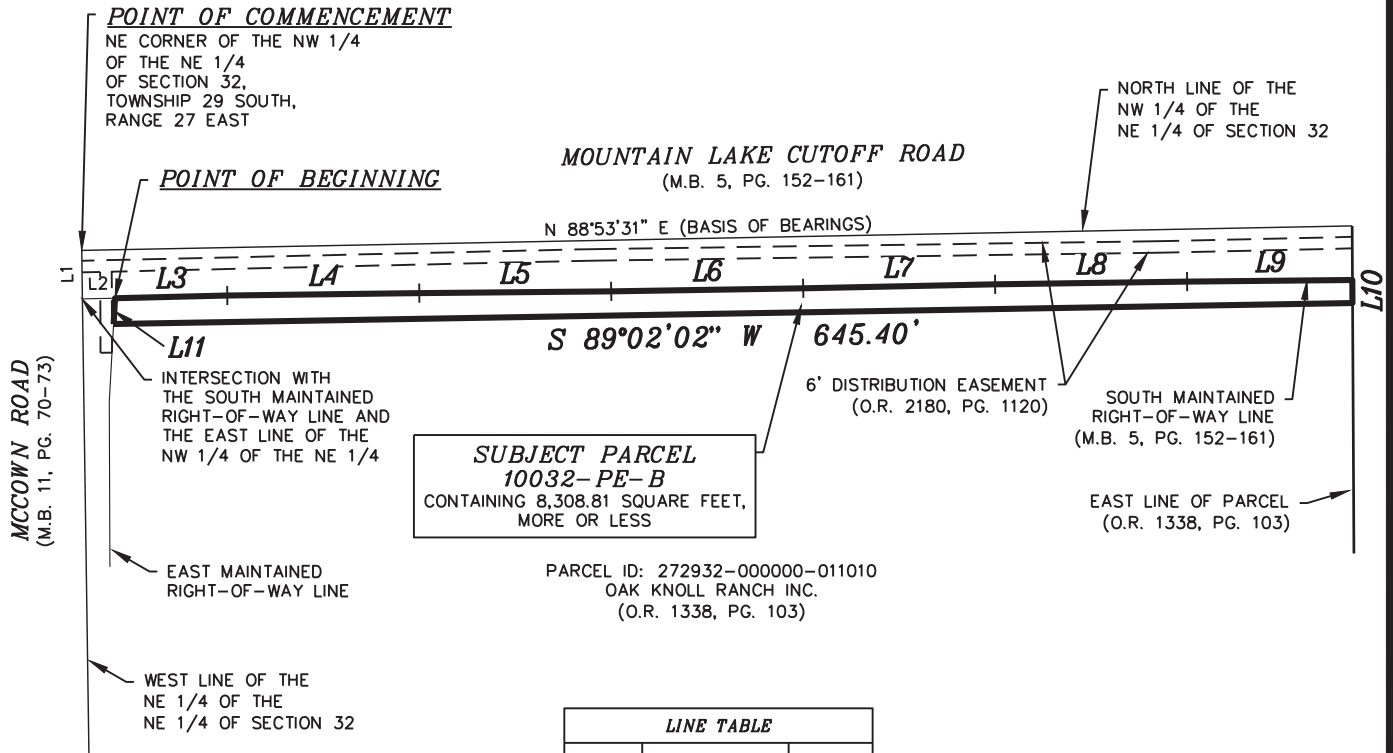 POINT OF COMMENCEMENT
NE CORNER OF THE NW 1/4
OF THE NE 1/4
OF SECTION 32,
TOWNSHIP 29 SOUTH,
RANGE 27 EAST
NORTH LINE OF THE
NW 1/4 OF THE
NE 1/4 OF SECTION 32
MOUNTAIN LAKE CUTOFF ROAD
(M.B. 5, PG. 152-161)
POINT OF BEGINNING
N 88°53'31" E (BASIS OF BEARINGS)
L1
L2
L3
L4
L5
L6
L7
L8
L9
L10
L11
S 89°02'02" W 645.40'
MCCOWN ROAD
(M.B. 11, PG. 70-73)
INTERSECTION WITH
THE SOUTH MAINTAINED
RIGHT-OF-WAY LINE AND
THE EAST LINE OF THE
NW 1/4 OF THE NE 1/4
6' DISTRIBUTION EASEMENT
(O.R. 2180, PG. 1120)
SOUTH MAINTAINED
RIGHT-OF-WAY LINE
(M.B. 5, PG. 152-161)
SUBJECT PARCEL
10032-PE-B
CONTAINING 8,308.81 SQUARE FEET,
MORE OR LESS
EAST LINE OF PARCEL
(O.R. 1338, PG. 103)
EAST MAINTAINED
RIGHT-OF-WAY LINE
PARCEL ID: 272932-000000-011010
OAK KNOLL RANCH INC.
(O.R. 1338, PG. 103)
WEST LINE OF THE
NE 1/4 OF THE
NE 1/4 OF SECTION 32
LINE TABLE